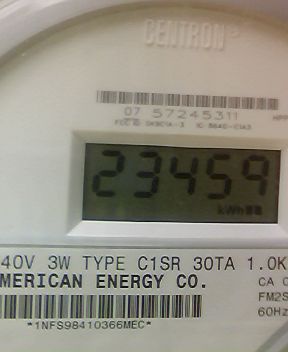 CENTRON
07 57245311
23459
kWh
40V 3W TYPE C1SR 30TA 1.0K
MERICAN ENERGY CO.
CA
FM2S
60Hz
*1NFS98410366MEC*